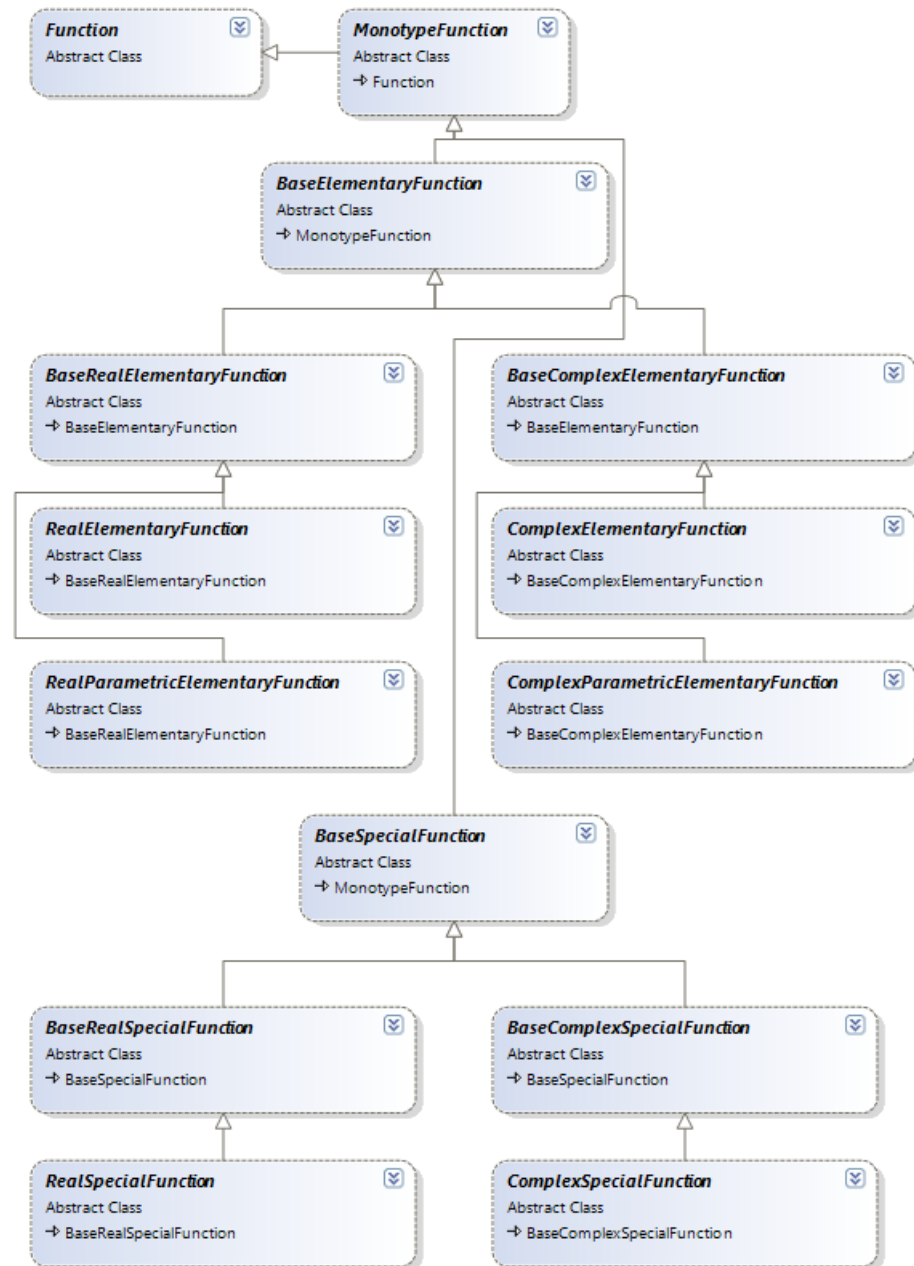 Function
Abstract Class
MonotypeFunction
Abstract Class
Function
BaseElementaryFunction
Abstract Class
MonotypeFunction
BaseRealElementaryFunction
Abstract Class
BaseElementaryFunction
BaseComplexElementaryFunction
Abstract Class
BaseElementaryFunction
RealElementaryFunction
Abstract Class
BaseRealElementaryFunction
ComplexElementaryFunction
Abstract Class
BaseComplexElementaryFunction
RealParametricElementaryFunction
Abstract Class
BaseRealElementaryFunction
ComplexParametricElementaryFunction
Abstract Class
BaseComplexElementaryFunction
BaseSpecialFunction
Abstract Class
MonotypeFunction
BaseRealSpecialFunction
Abstract Class
BaseSpecialFunction
BaseComplexSpecialFunction
Abstract Class
BaseSpecialFunction
RealSpecialFunction
Abstract Class
BaseRealSpecialFunction
ComplexSpecialFunction
Abstract Class
BaseComplexSpecialFunction